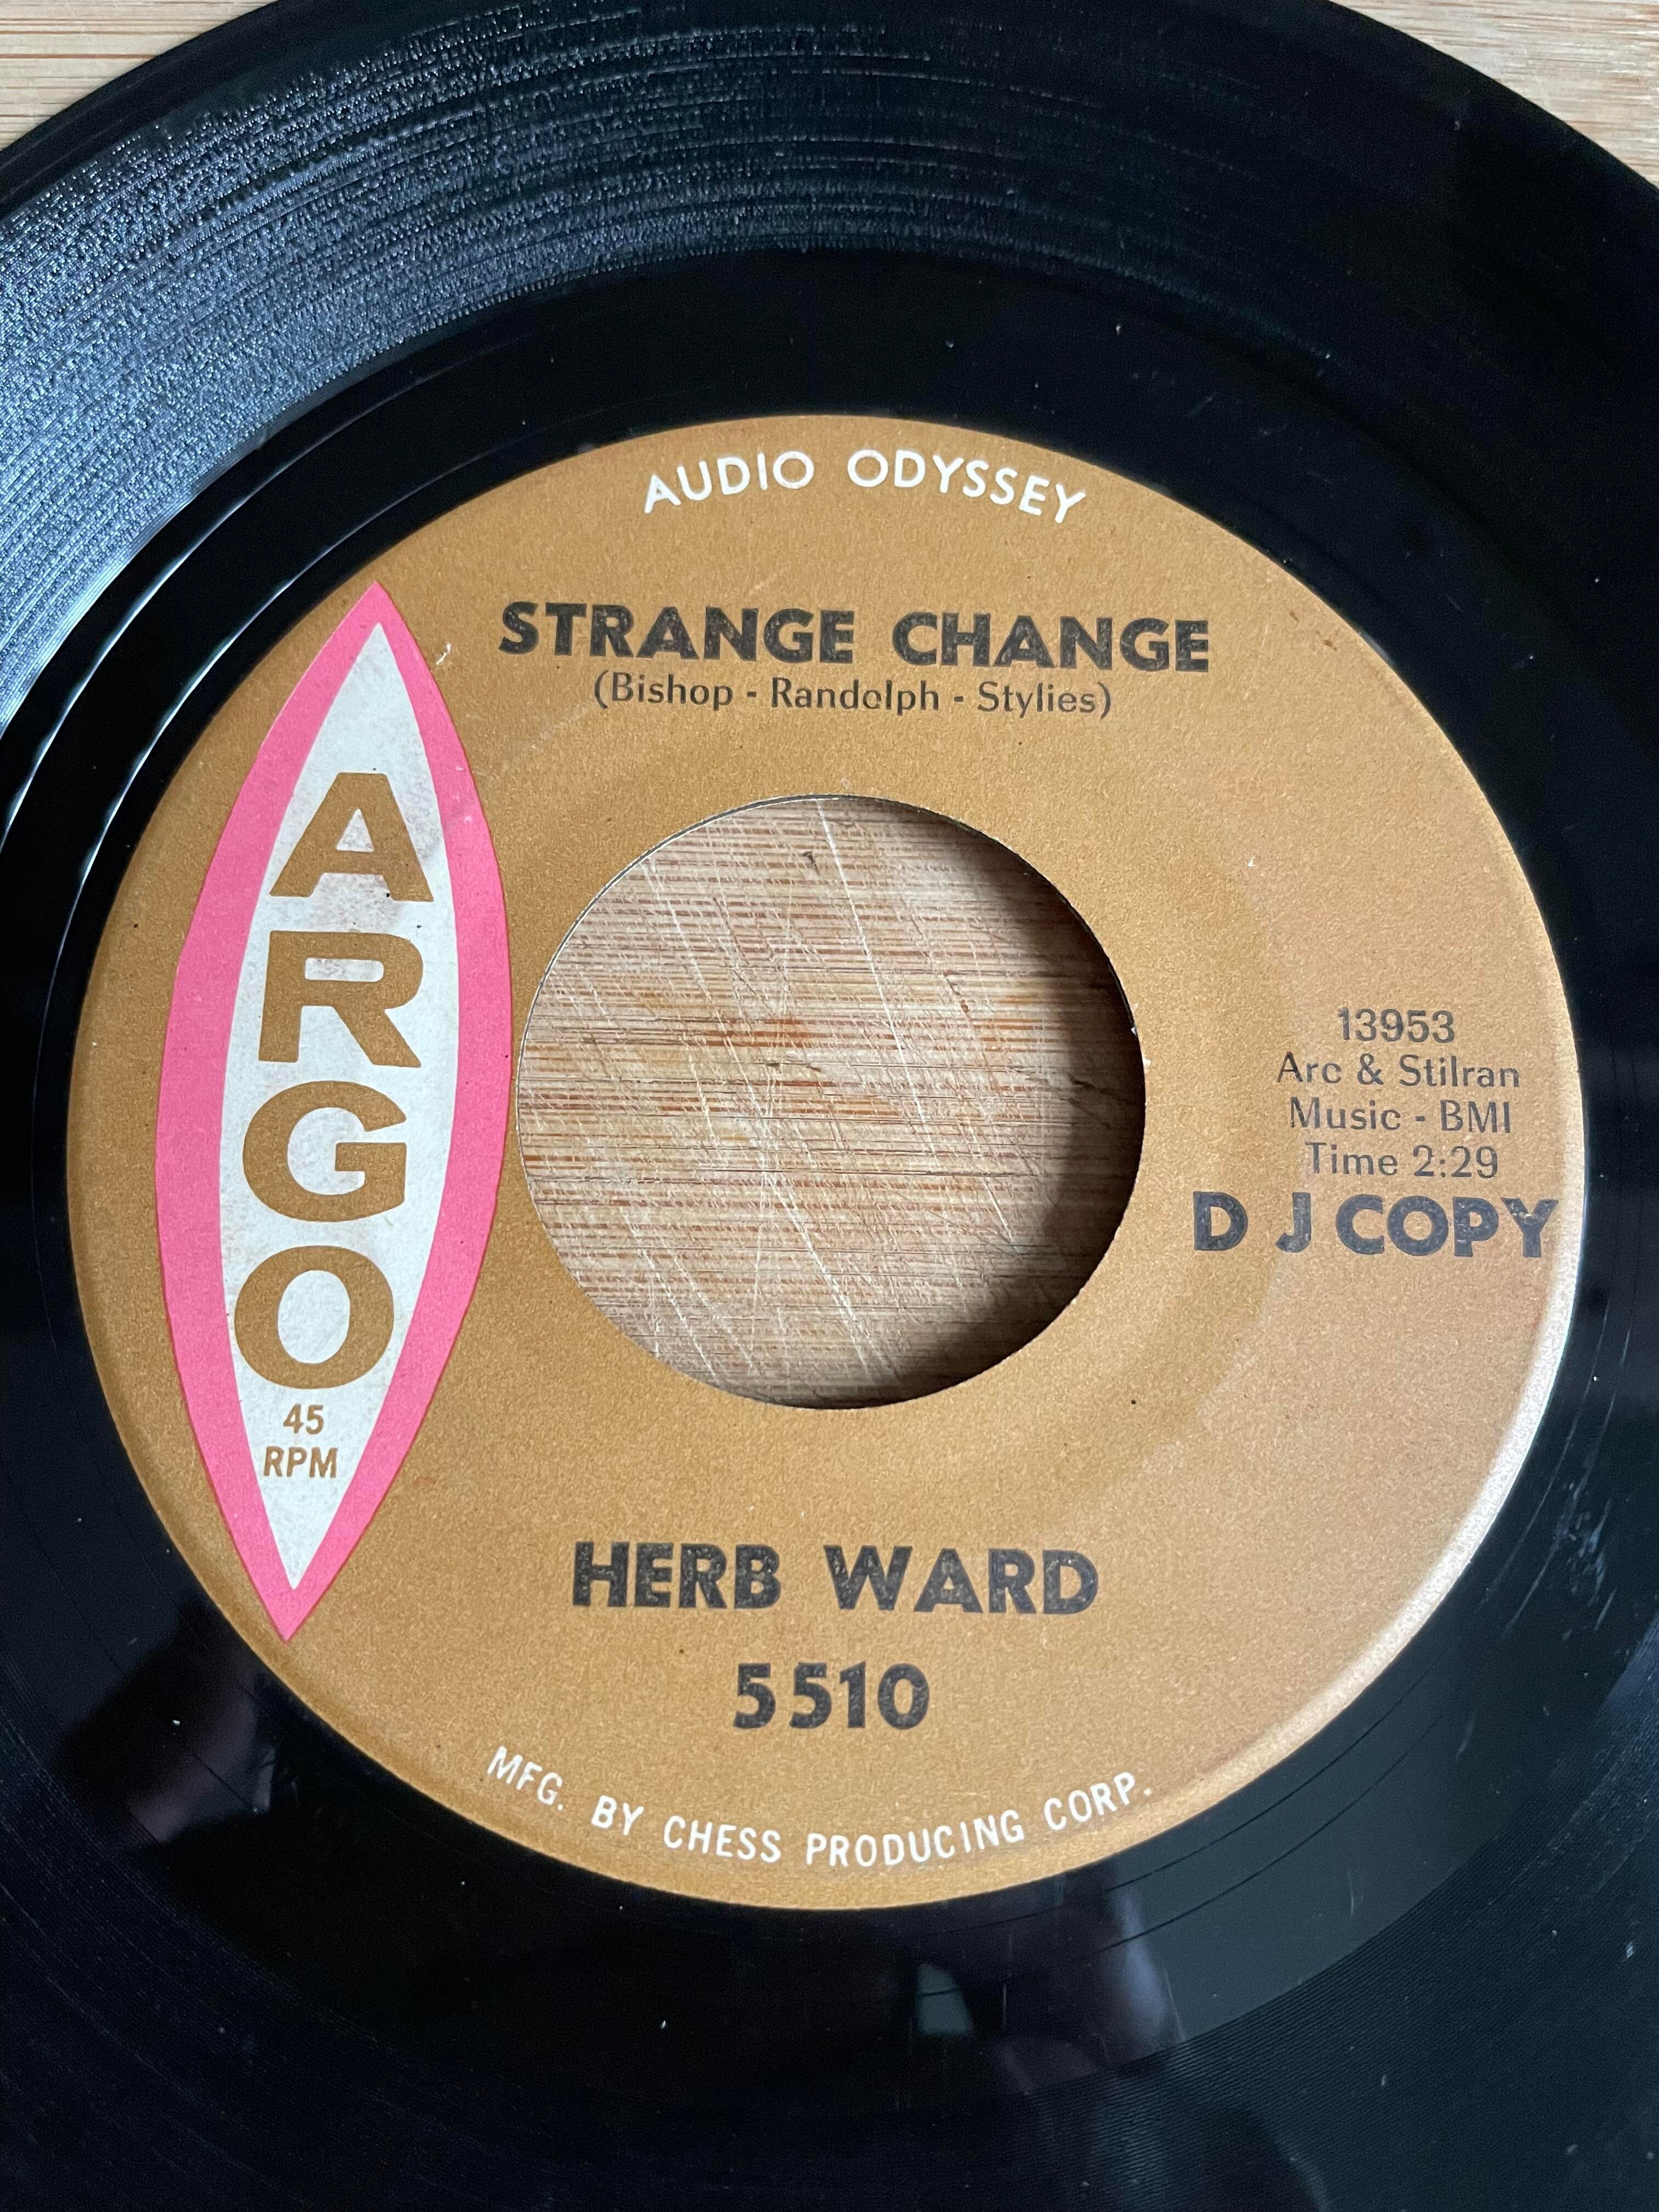 AUDIO ODYSSEY
STRANGE CHANGE
(Bishop - Randolph - Stylies)
ARGO
45
RPM
13953
Arc & Stilran
Music - BMI
Time 2:29
D J COPY
HERB WARD
5510
MFG. BY CHESS PRODUCING CORP.